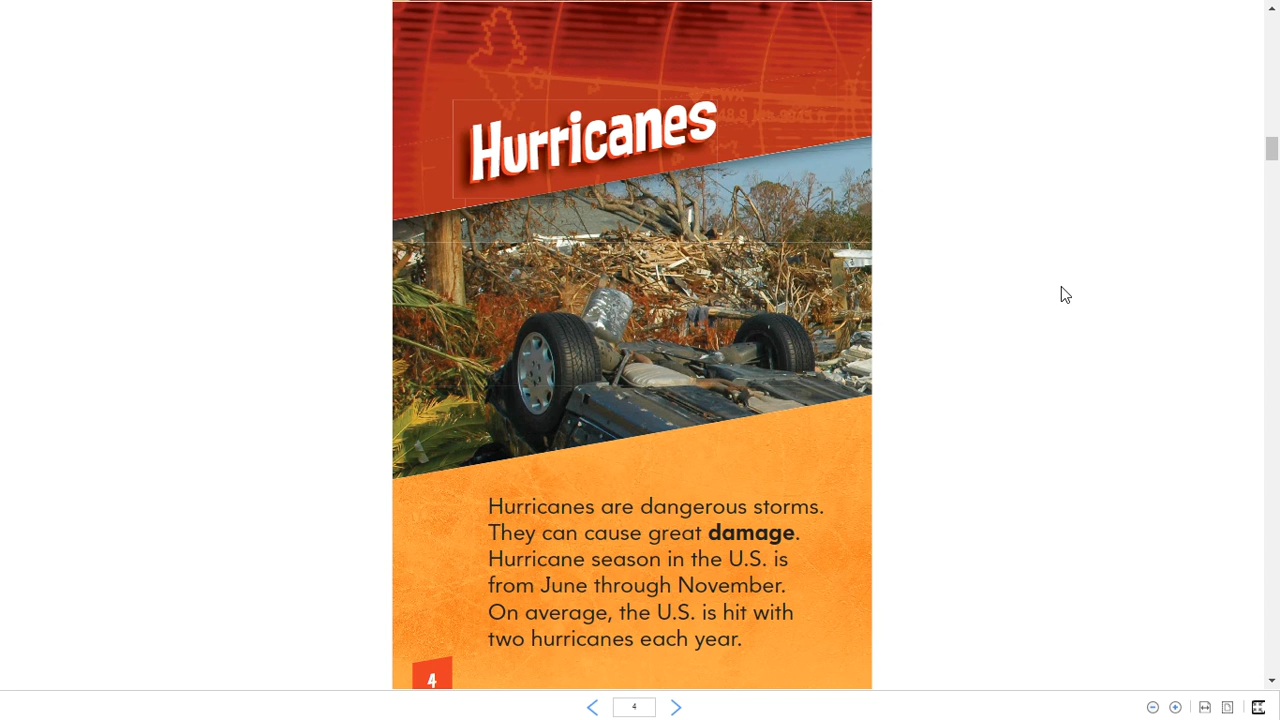 Hurricanes
Hurricanes are dangerous storms.
They can cause great damage.
Hurricane season in the U.S. is
from June through November.
On average, the U.S. is hit with
two hurricanes each year.
4
4